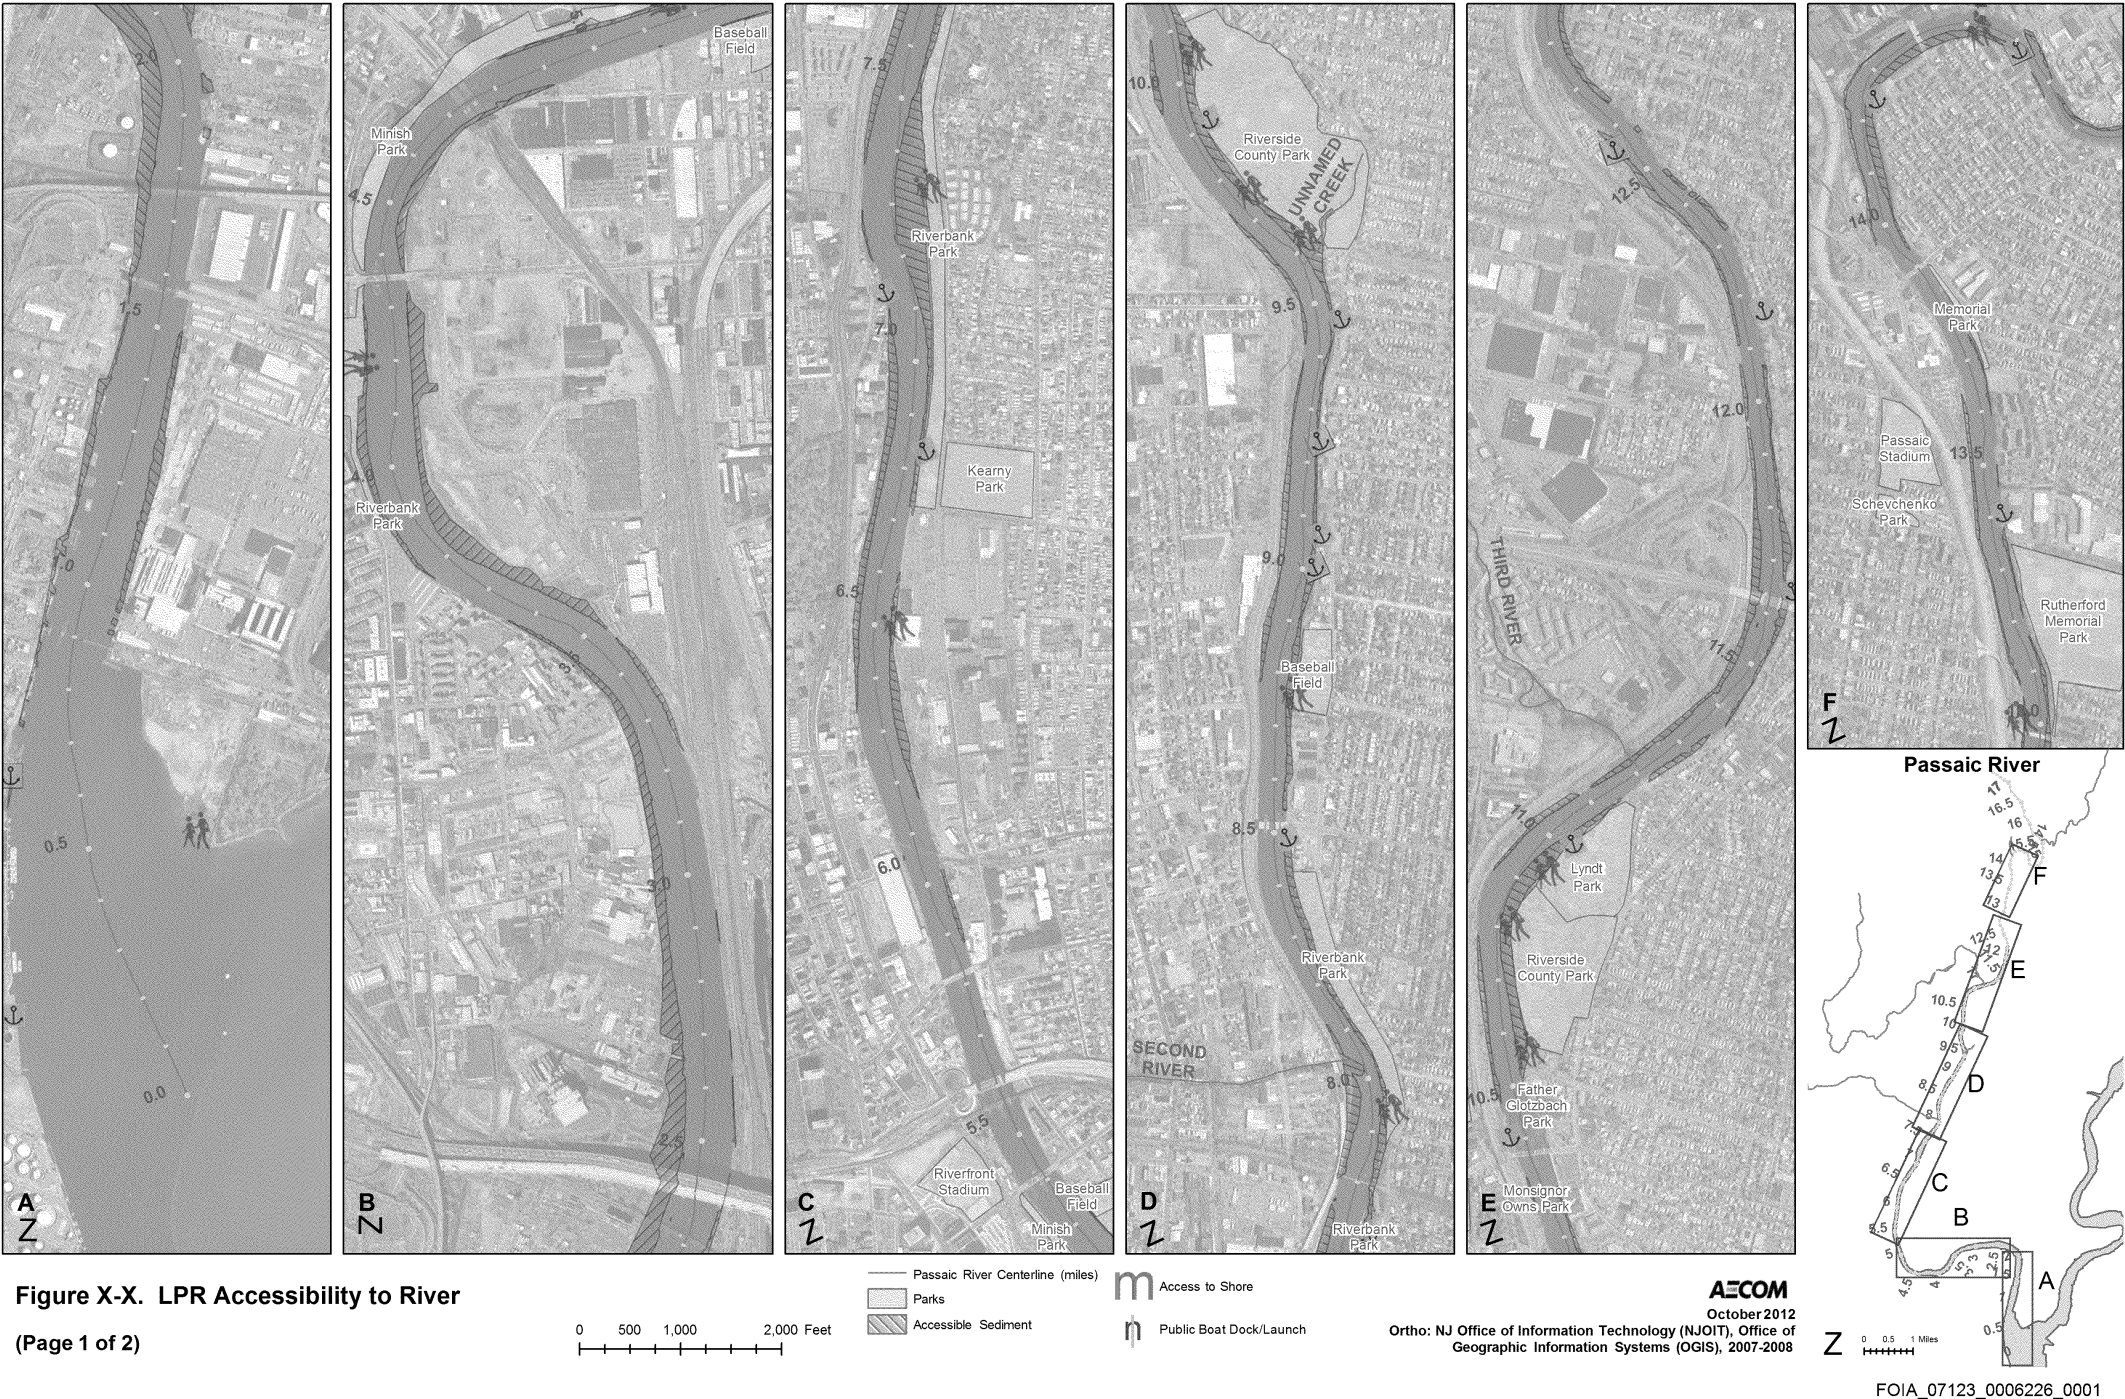 2.0
1.5
1.0
0.5
0.0
A
Z
Baseball
Field
Minish
Park
4.5
4.0
Riverbank
Park
3.5
3.0
2.5
B
Z
7.5
Riverbank
Park
7.0
Kearny
Park
6.5
6.0
5.5
Riverfront
Stadium
Baseball
Field
Minish
Park
C
Z
10.0
Riverside
County Park
UNNAMED
CREEK
9.5
9.0
Baseball
Field
8.5
Riverbank
Park
SECOND
RIVER
8.0
Riverbank
Park
D
Z
12.5
12.0
THIRD RIVER
11.5
11.0
Lyndt
Park
Riverside
County Park
10.5
Father
Glotzbach
Park
Monsignor
Owns Park
E
Z
14.0
Memorial
Park
Passaic
Stadium
13.5
Schevchenko
Park
Rutherford
Memorial
Park
F
Z
Passaic River
17
16.5
16
14
13.5
13
F
12.5
12
11.5
E
10.5
10
9.5
9
D
8.5
8
7.5
7
6.5
C
6
5.5
B
5
4.5
4
3
2.5
2
A
1
0.5
0
Z
0 0.5 1 Miles
Figure X-X. LPR Accessibility to River
(Page 1 of 2)
0 500 1,000 2,000 Feet
Passaic River Centerline (miles)
Parks
Accessible Sediment
m Access to Shore
n Public Boat Dock/Launch
AECOM
October 2012
Ortho: NJ Office of Information Technology (NJOIT), Office of
Geographic Information Systems (OGIS), 2007-2008
FOIA_07123_0006226_0001